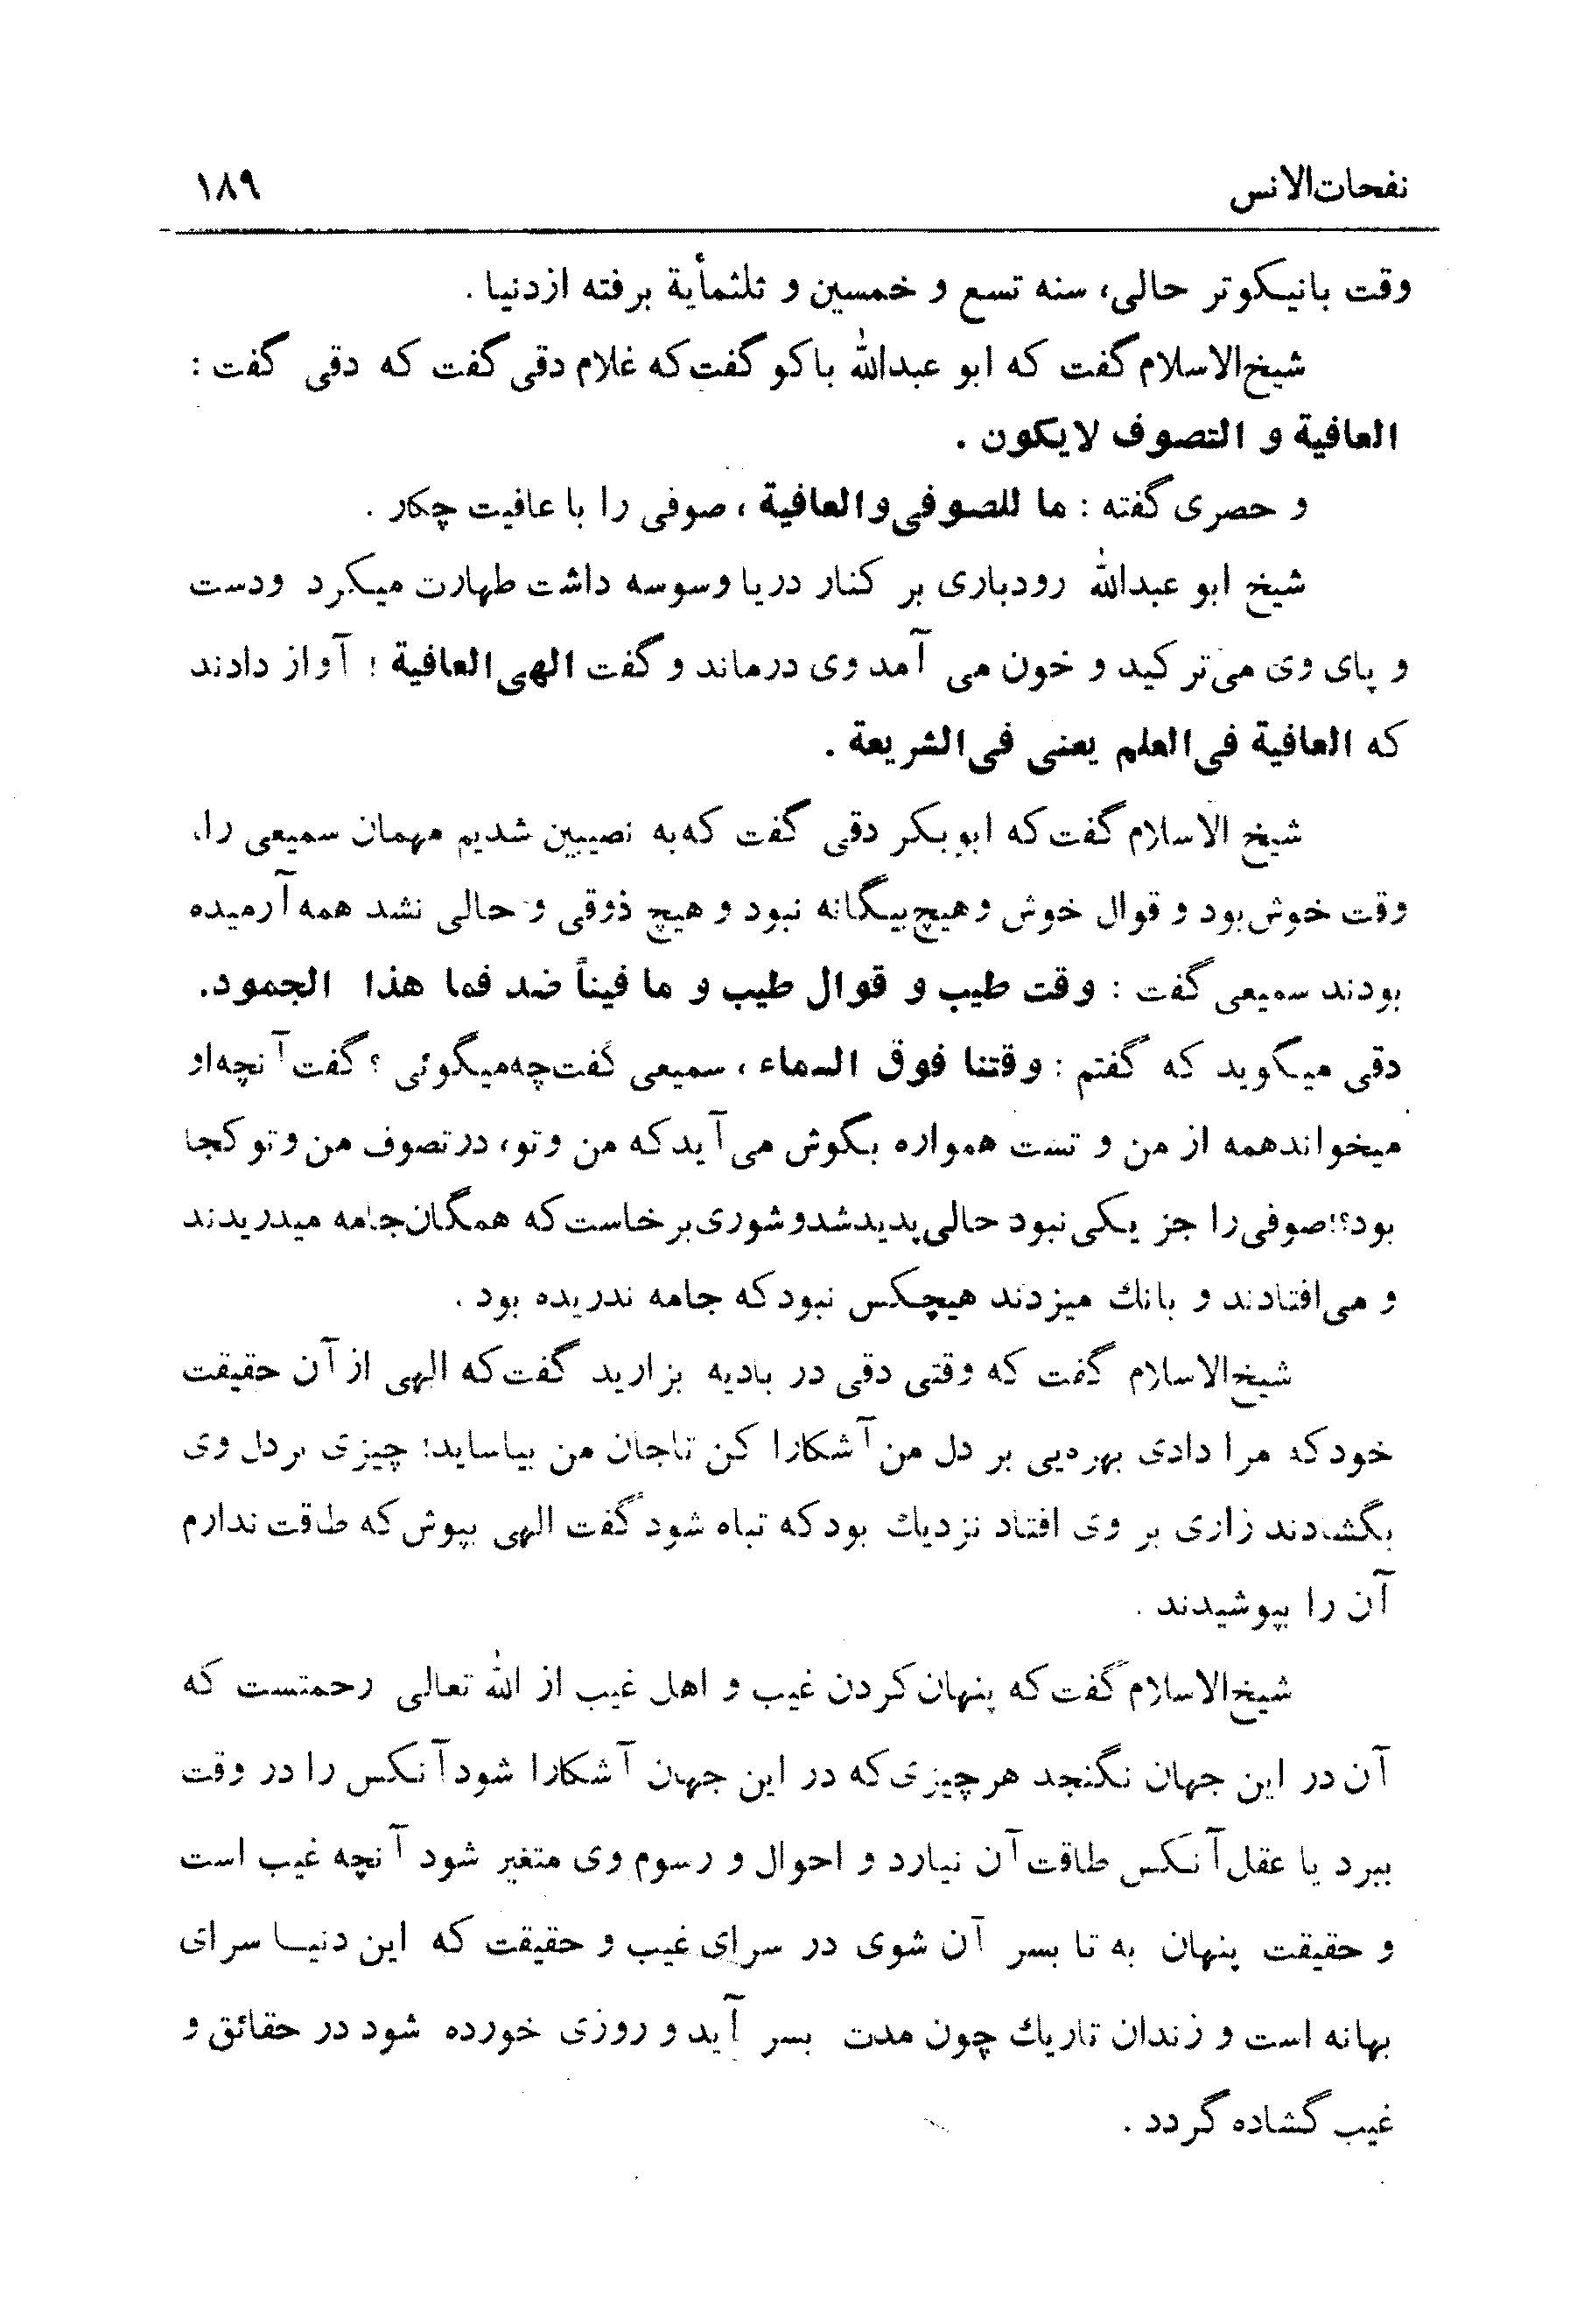 نفحات‌الانس ۱۸۹
وقت بانیکوتر حالی، سنه تسع و خمسین و ثلثمأیة برفته ازدنیا .
شیخ‌الاسلام گفت که ابو عبدالله باکو گفت که غلام دقی گفت که دقی گفت :
العافیة و التصوف لایکون .
و حصری گفته : ما للصوفی والعافیة ، صوفی را با عافیت چکار .
شیخ ابو عبدالله رودباری بر کنار دریا وسوسه داشت طهارت میکرد ودست
و پای وی می‌ترکید و خون می آمد وی درماند و گفت الهی العافیة ؛ آواز دادند
که العافیة فی‌العلم یعنی فی‌الشریعة .
شیخ الاسلام گفت که ابوبکر دقی گفت که به نصیبین شدیم مهمان سمیعی را،
وقت خوش بود و قوال خوش وهیچ بیگانه نبود و هیچ ذوقی و حالی نشد همه آرمیده
بودند سمیعی گفت : وقت طیب و قوال طیب و ما فیناً ضد فما هذا الجمود.
دقی میگوید که گفتم : وقتنا فوق السماء ، سمیعی گفت چه میگوئی ؟ گفت آنچه او
میخواندهمه از من و تست همواره بگوش می‌آید که من وتو، درتصوف من وتو کجا
بود؟! صوفی را جز یکی نبود حالی پدیدشدو شوری برخاست که همگان جامه میدریدند
و می‌افتادند و بانك میزدند هیچکس نبود که جامه ندریده بود .
شیخ‌الاسلام گفت که وقتی دقی در بادیه بزارید گفت که الهی از آن حقیقت
خود که مرا دادی بهره‌یی بر دل من آشکارا کن تاجان من بیاساید؛ چیزی بردل وی
بگشادند زاری بر وی افتاد نزدیك بود که تباه شود گفت الهی بپوش که طاقت ندارم
آن را بپوشیدند .
شیخ‌الاسلام گفت که پنهان کردن غیب و اهل غیب از الله تعالی رحمتست که
آن در این جهان نگنجد هرچیزی که در این جهان آشکارا شود آنکس را در وقت
ببرد یا عقل آنکس طاقت آن نیارد و احوال و رسوم وی متغیر شود آنچه غیب است
و حقیقت پنهان به تا بسر آن شوی در سرای غیب و حقیقت که این دنیا سرای
بهانه است و زندان تاریك چون مدت بسر آید و روزی خورده شود در حقائق و
غیب گشاده گردد .